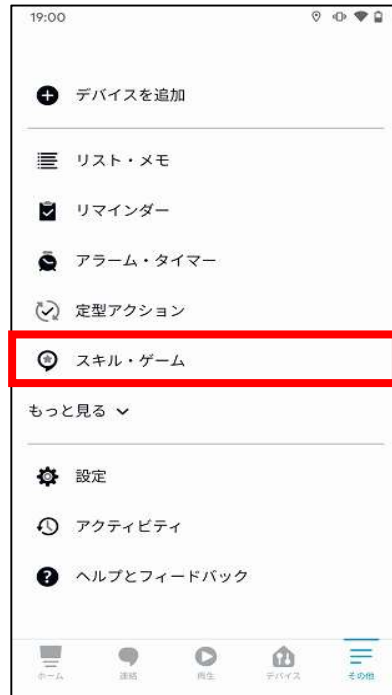 19:00
デバイスを追加
リスト・メモ
リマインダー
アラーム・タイマー
定型アクション
スキル・ゲーム
もっと見る
設定
アクティビティ
ヘルプとフィードバック
ホーム 連絡 再生 デバイス その他